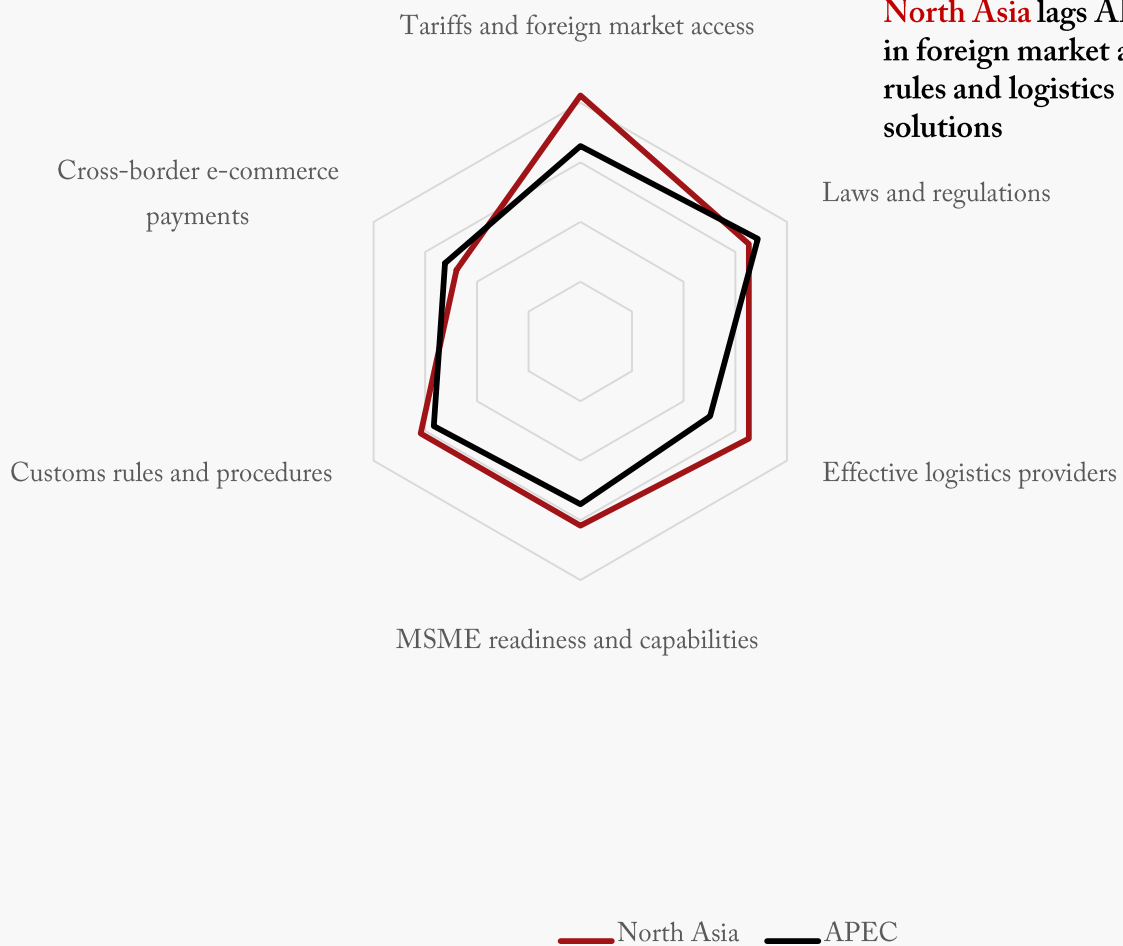 North Asia lags
in foreign market
rules and logistics
solutions
Tariffs and foreign market access
Cross-border e-commerce
payments
Laws and regulations
Customs rules and procedures
Effective logistics providers
MSME readiness and capabilities
North Asia
APEC